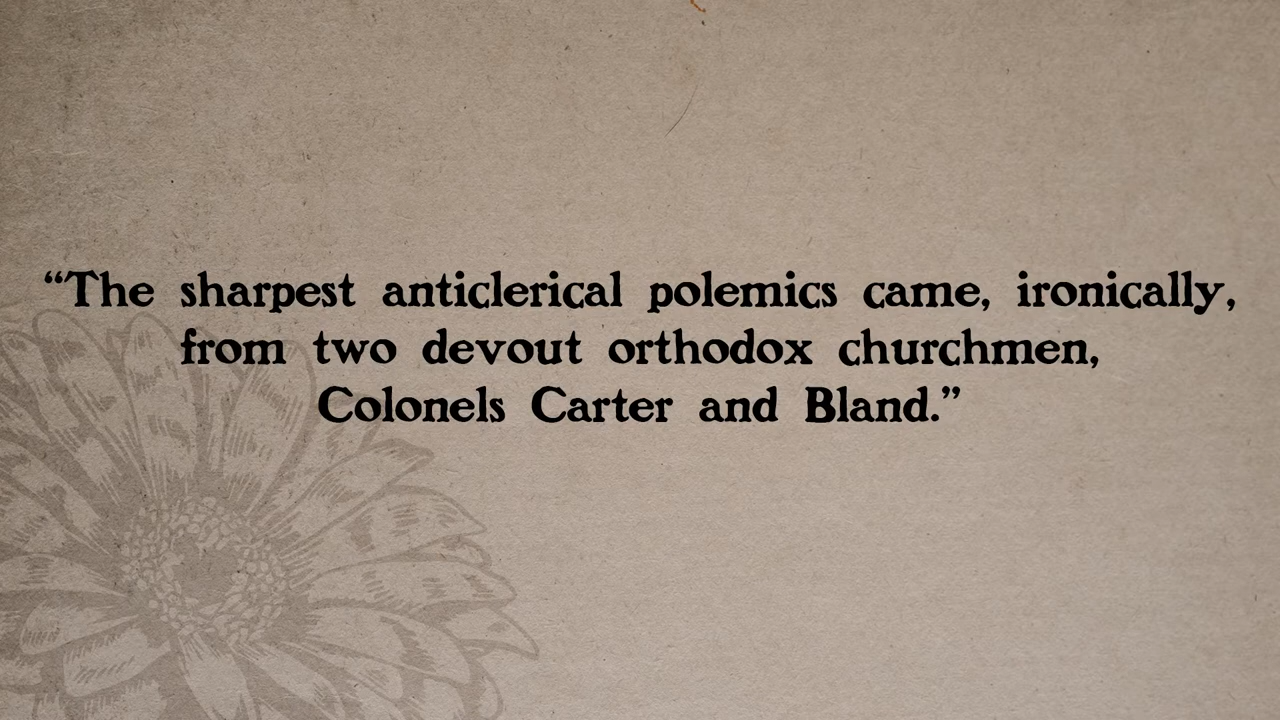 “The sharpest anticlerical polemics came, ironically,
from two devout orthodox churchmen,
Colonels Carter and Bland.”